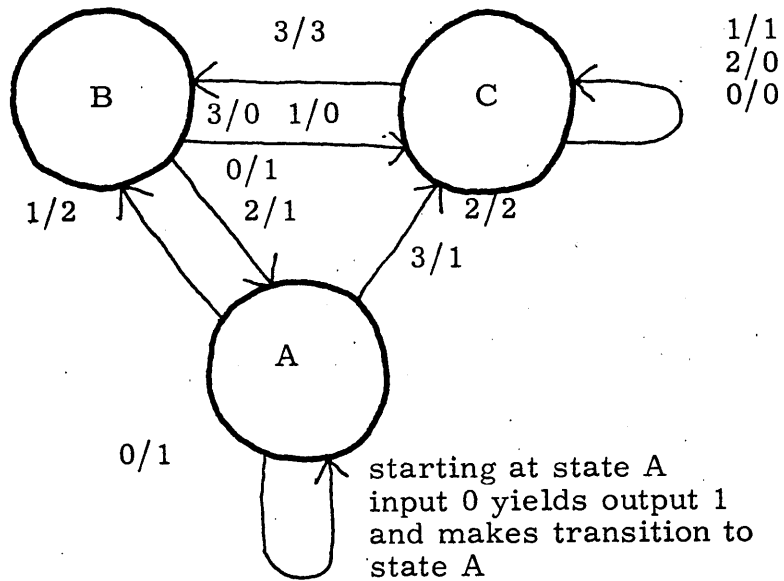 3/3
1/1
2/0
0/0
B
C
3/0 1/0
0/1
1/2
2/1
2/2
3/1
A
0/1
starting at state A
input 0 yields output 1
and makes transition to
state A